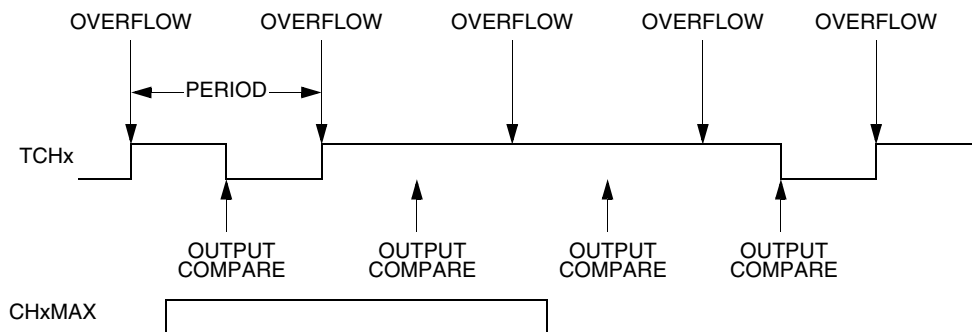 OVERFLOW OVERFLOW OVERFLOW OVERFLOW OVERFLOW
PERIOD
TCHx
OUTPUT COMPARE
OUTPUT COMPARE
OUTPUT COMPARE
OUTPUT COMPARE
CHxMAX